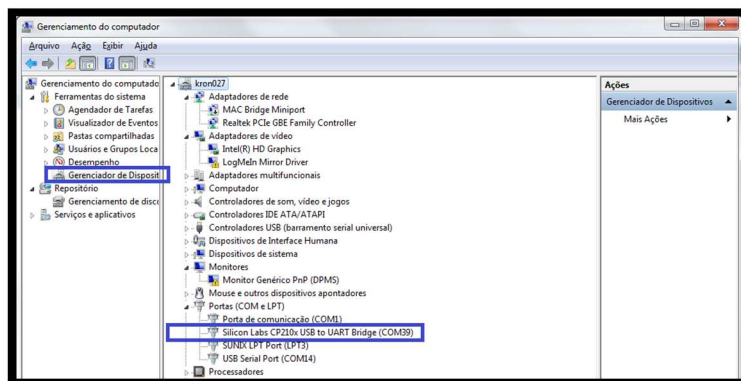 Gerenciamento do computador
Arquivo Ação Exibir Ajuda
Gerenciamento do computado
Ferramentas do sistema
Agendador de Tarefas
Visualizador de Eventos
Pastas compartilhadas
Usuários e Grupos Loca
Desempenho
Gerenciador de Disposit
Repositório
Gerenciamento de disco
Serviços e aplicativos
kron027
Adaptadores de rede
MAC Bridge Miniport
Realtek PCIe GBE Family Controller
Adaptadores de vídeo
Intel(R) HD Graphics
LogMeIn Mirror Driver
Adaptadores multifuncionais
Computador
Controladores de som, vídeo e jogos
Controladores IDE ATA/ATAPI
Controladores USB (barramento serial universal)
Dispositivos de Interface Humana
Dispositivos de sistema
Monitores
Monitor Genérico PnP (DPMS)
Mouse e outros dispositivos apontadores
Portas (COM e LPT)
Porta de comunicação (COM1)
Silicon Labs CP210x USB to UART Bridge (COM39)
SUNIX LPT Port (LPT3)
USB Serial Port (COM14)
Processadores
Ações
Gerenciador de Dispositivos
Mais Ações